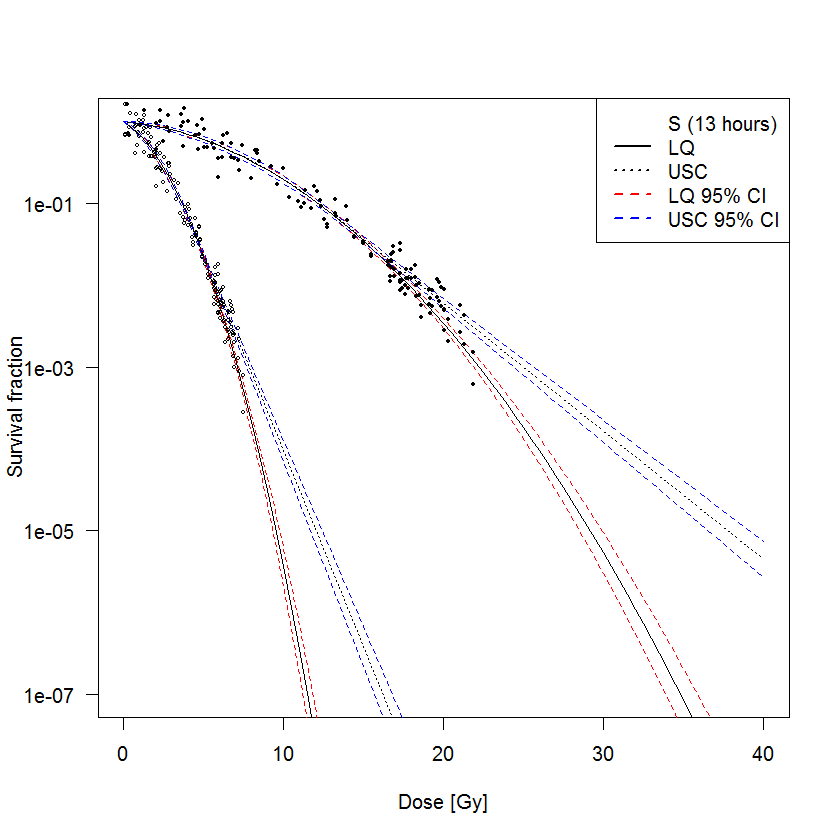 S (13 hours)
LQ
USC
LQ 95% CI
USC 95% CI
1e-01
1e-03
1e-05
1e-07
Survival fraction
0 10 20 30 40
Dose [Gy]